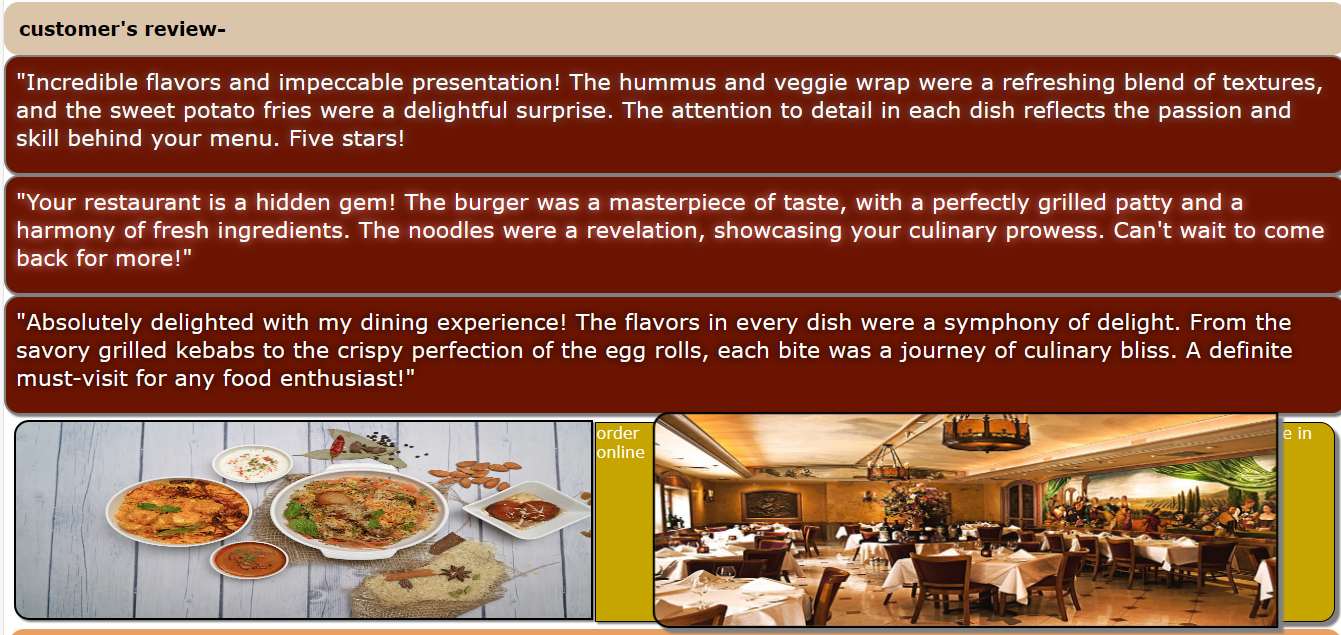 customer's review-
"Incredible flavors and impeccable presentation! The hummus and veggie wrap were a refreshing blend of textures,
and the sweet potato fries were a delightful surprise. The attention to detail in each dish reflects the passion and
skill behind your menu. Five stars!
"Your restaurant is a hidden gem! The burger was a masterpiece of taste, with a perfectly grilled patty and a
harmony of fresh ingredients. The noodles were a revelation, showcasing your culinary prowess. Can't wait to come
back for more!"
"Absolutely delighted with my dining experience! The flavors in every dish were a symphony of delight. From the
savory grilled kebabs to the crispy perfection of the egg rolls, each bite was a journey of culinary bliss. A definite
must-visit for any food enthusiast!"
order
online
e in